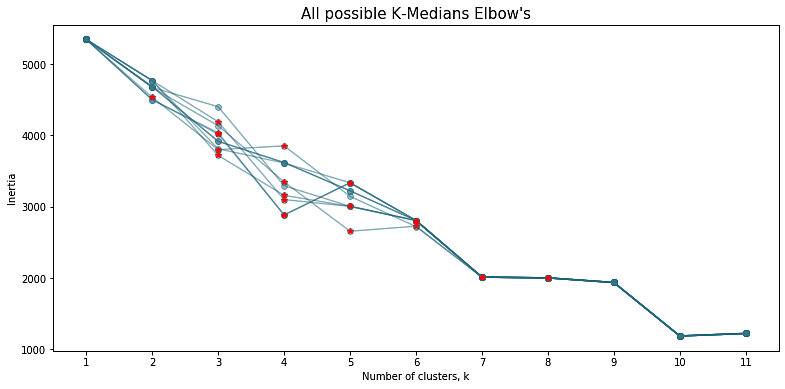 All possible K-Medians Elbow's
Inertia
5000
4000
3000
2000
1000
1 2 3 4 5 6 7 8 9 10 11
Number of clusters, k